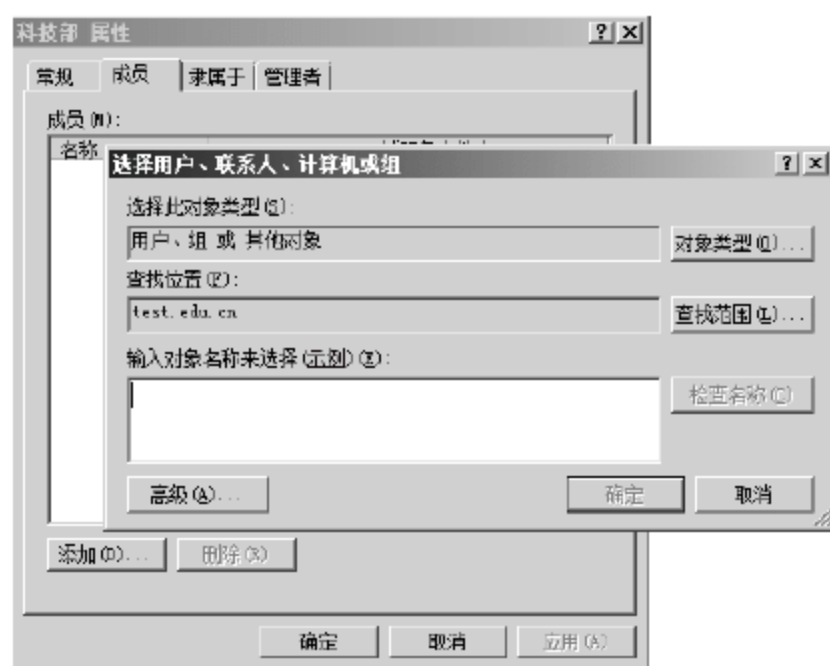 科技部 属性
常规 成员 隶属于 管理者
成员(M):
名称
选择用户、联系人、计算机或组
选择此对象类型(S):
用户、组 或 其他对象
对象类型(O)...
查找位置(F):
test.edu.cn
查找范围(L)...
输入对象名称来选择(示例)(E):
检查名称(C)
高级(A)...
确定
取消
添加(D)...
删除(R)
确定
取消
应用(A)